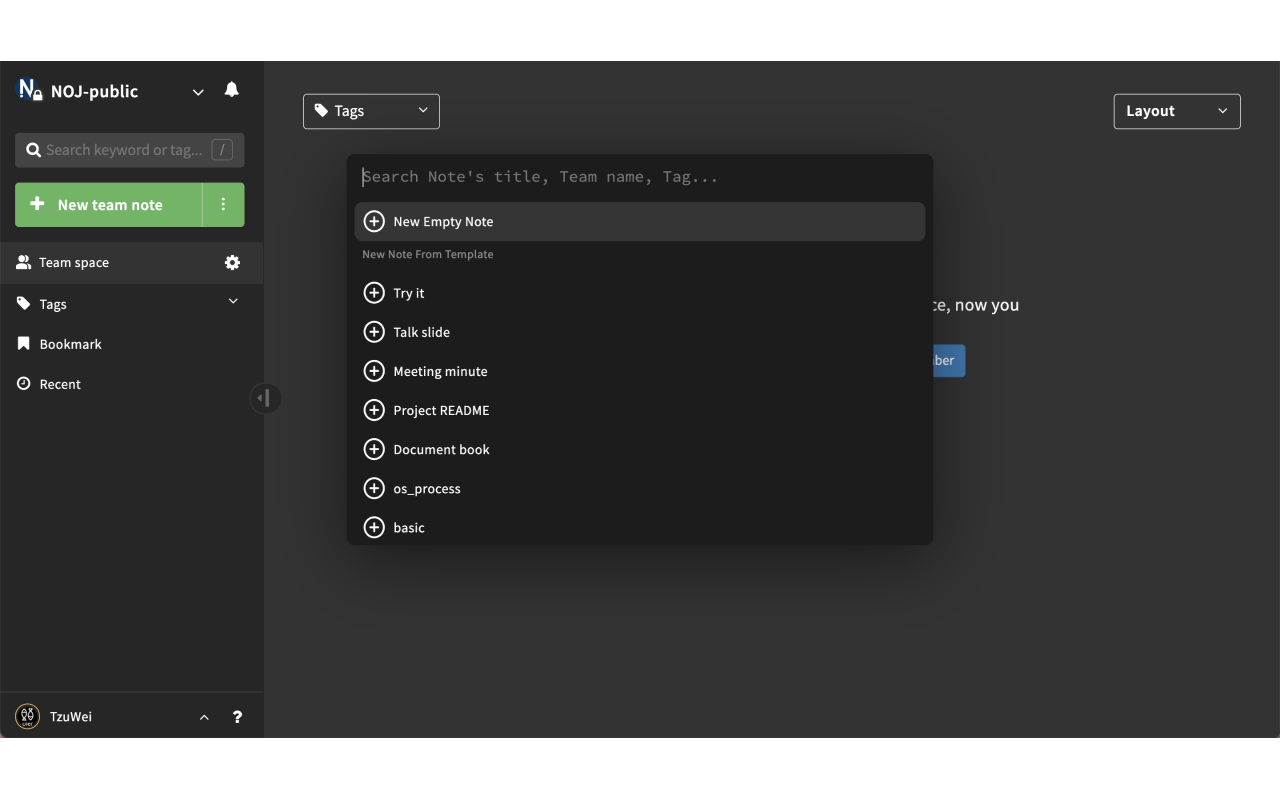 NOJ-public
Search keyword or tag... /
New team note
Team space
Tags
Bookmark
Recent
TzuWei
?
Tags
Layout
Search Note's title, Team name, Tag...
New Empty Note
New Note From Template
Try it
Talk slide
Meeting minute
Project README
Document book
os_process
basic
ce, now you
ber